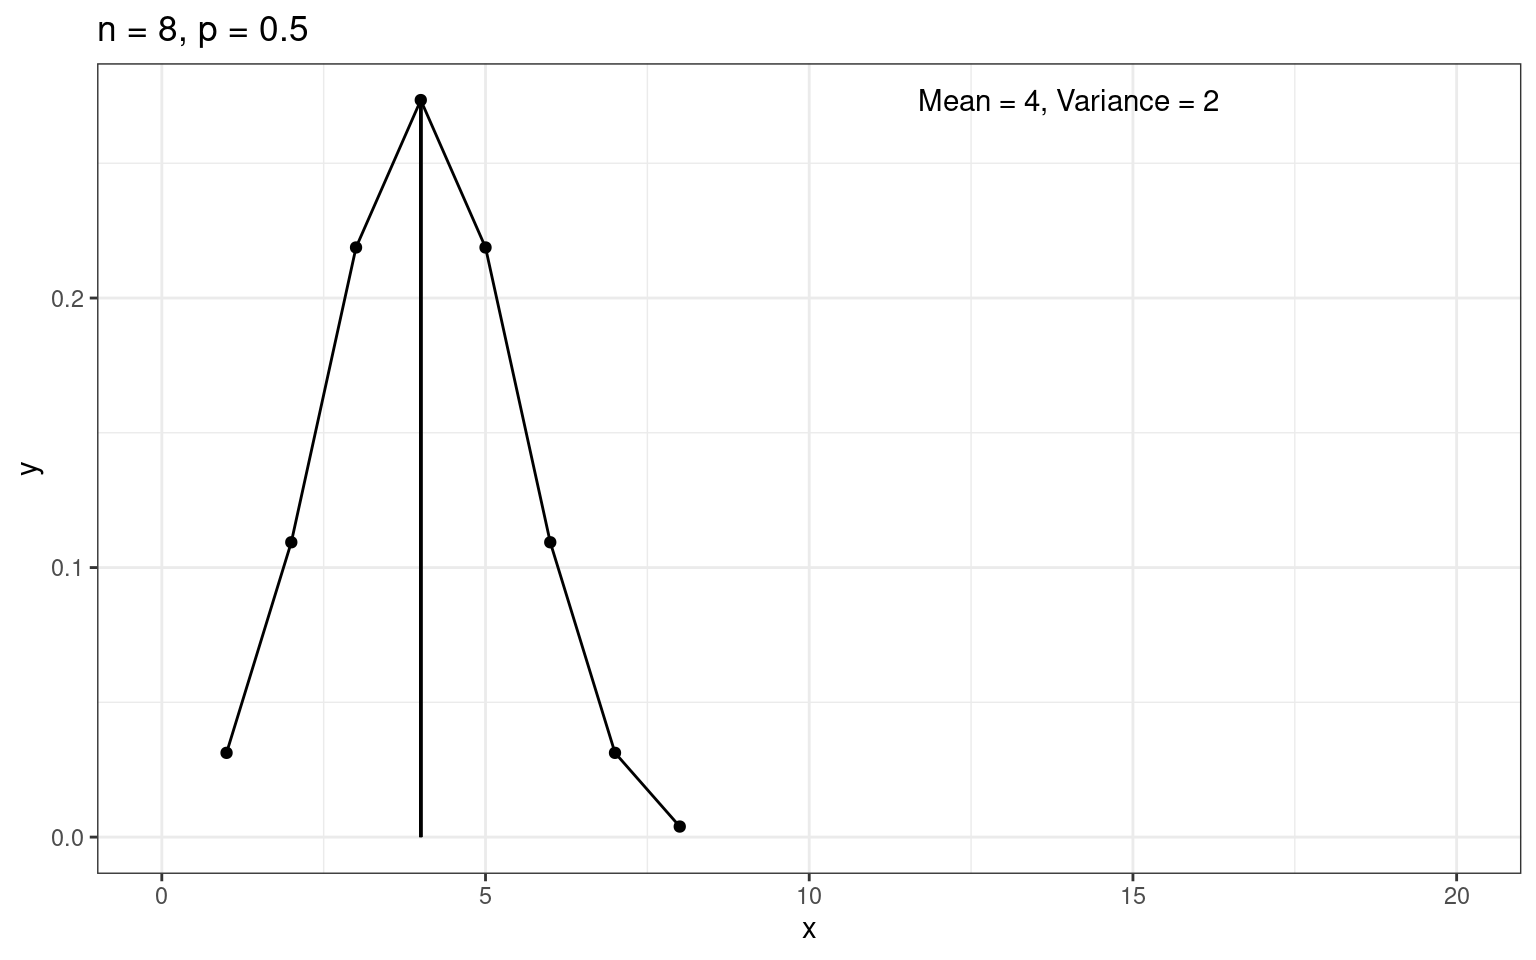 n = 8, p = 0.5
Mean = 4, Variance = 2
0.2
0.1
0.0
y
0
5
10
15
20
x